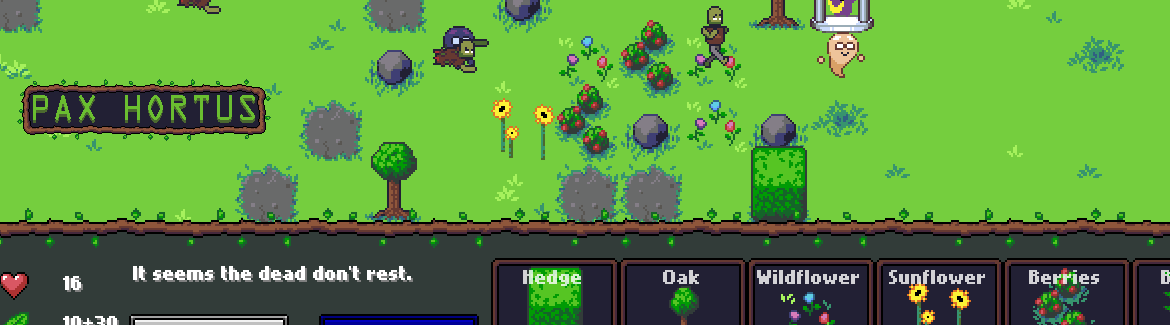 PAX HORTUS
16
It seems the dead don't rest.
10+30
Hedge
Oak
Wildflower
Sunflower
Berries
B